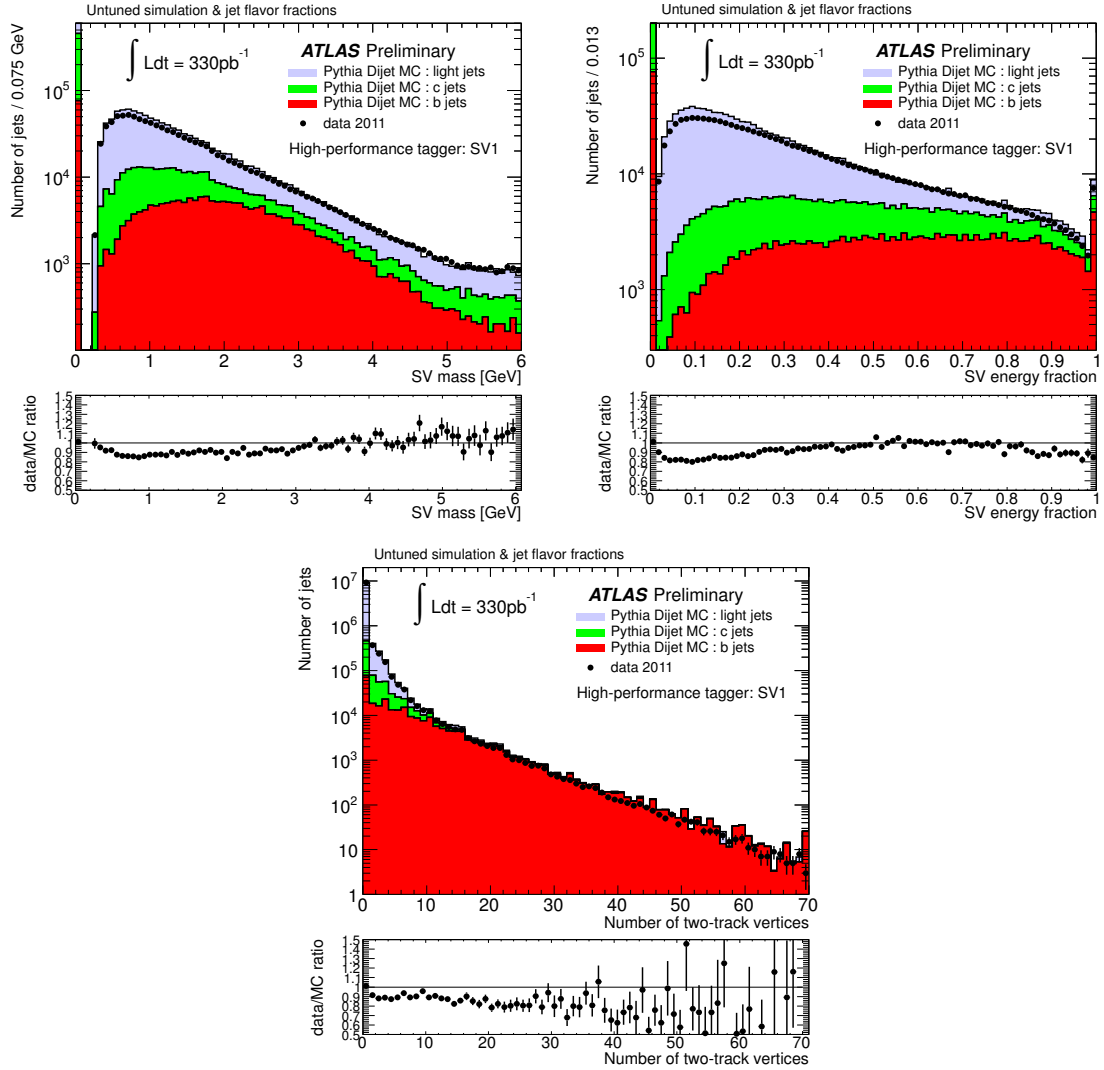 Untuned simulation & jet flavor fractions
Number of jets / 0.075 GeV
∫ Ldt = 330pb⁻¹
ATLAS Preliminary
Pythia Dijet MC : light jets
Pythia Dijet MC : c jets
Pythia Dijet MC : b jets
data 2011
High-performance tagger: SV1
10⁵
10⁴
10³
0 1 2 3 4 5 6
SV mass [GeV]
data/MC ratio
1.5
1.4
1.3
1.2
1.1
1.0
0.9
0.8
0.7
0.6
0.5
0 1 2 3 4 5 6
SV mass [GeV]
Untuned simulation & jet flavor fractions
Number of jets / 0.013
∫ Ldt = 330pb⁻¹
ATLAS Preliminary
Pythia Dijet MC : light jets
Pythia Dijet MC : c jets
Pythia Dijet MC : b jets
data 2011
High-performance tagger: SV1
10⁵
10⁴
10³
0 0.1 0.2 0.3 0.4 0.5 0.6 0.7 0.8 0.9 1
SV energy fraction
data/MC ratio
1.5
1.4
1.3
1.2
1.1
1.0
0.9
0.8
0.7
0.6
0.5
0 0.1 0.2 0.3 0.4 0.5 0.6 0.7 0.8 0.9 1
SV energy fraction
Untuned simulation & jet flavor fractions
Number of jets
∫ Ldt = 330pb⁻¹
ATLAS Preliminary
Pythia Dijet MC : light jets
Pythia Dijet MC : c jets
Pythia Dijet MC : b jets
data 2011
High-performance tagger: SV1
10⁷
10⁶
10⁵
10⁴
10³
10²
10
1
0 10 20 30 40 50 60 70
Number of two-track vertices
data/MC ratio
1.5
1.4
1.3
1.2
1.1
1.0
0.9
0.8
0.7
0.6
0.5
0 10 20 30 40 50 60 70
Number of two-track vertices